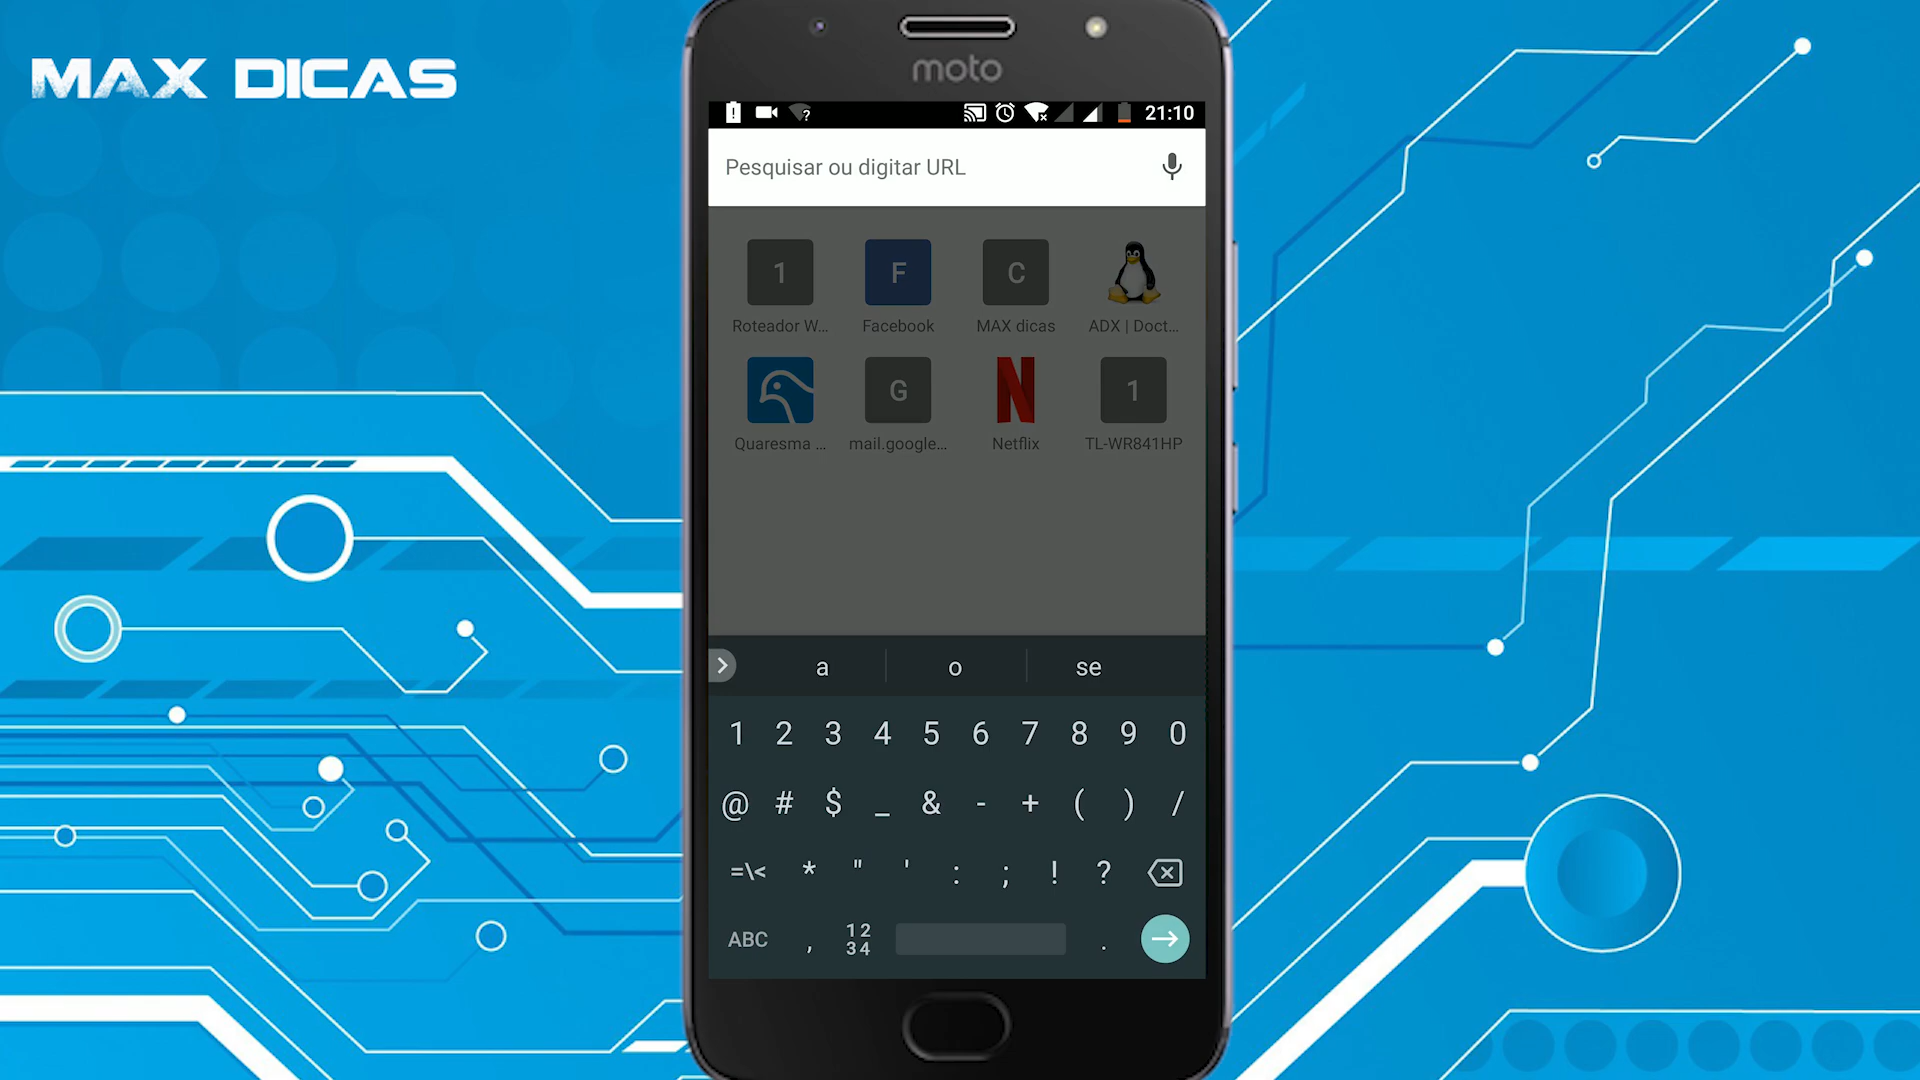 MAX DICAS
moto
21:10
Pesquisar ou digitar URL
1 F C
Roteador W... Facebook MAX dicas ADX | Doct...
G N 1
Quaresma ... mail.google... Netflix TL-WR841HP
a o se
1 2 3 4 5 6 7 8 9 0
@ # $ _ & - + ( ) /
=\< * " ' : ; ! ?
ABC , 12 34 .